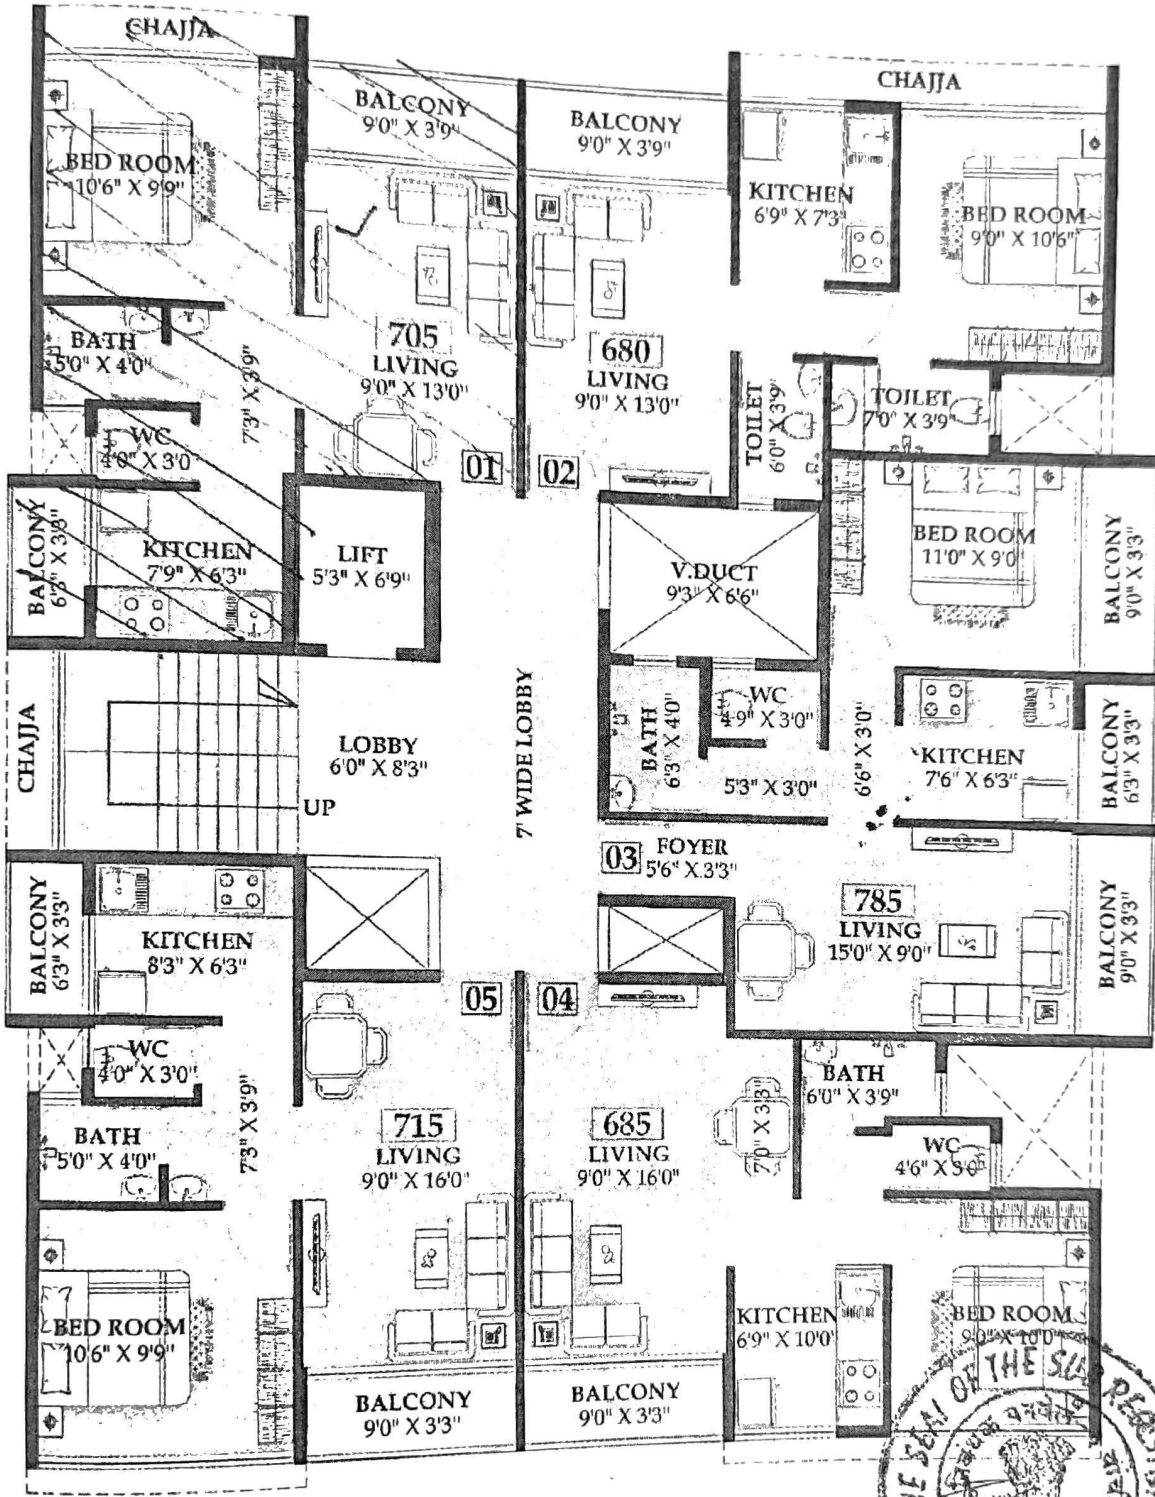 CHAJJA
BED ROOM
10'6" X 9'9"
BALCONY
9'0" X 3'9"
BALCONY
9'0" X 3'9"
CHAJJA
KITCHEN
6'9" X 7'3"
BED ROOM
9'0" X 10'6"
705
LIVING
9'0" X 13'0"
680
LIVING
9'0" X 13'0"
BATH
5'0" X 4'0"
7'3" X 3'9"
WC
4'0" X 3'0
TOILET
6'0" X 3'9"
TOILET
7'0" X 3'9"
01
02
BALCONY
6'3" X 3'3"
KITCHEN
7'9" X 6'3"
LIFT
5'3" X 6'9"
V.DUCT
9'3" X 6'6"
BED ROOM
11'0" X 9'0"
BALCONY
9'0" X 3'3"
CHAJJA
LOBBY
6'0" X 8'3"
UP
7' WIDE LOBBY
BATH
6'3" X 4'0"
WC
4'9" X 3'0"
5'3" X 3'0"
6'6" X 3'0"
KITCHEN
7'6" X 6'3"
BALCONY
6'3" X 3'3"
03
FOYER
5'6" X 3'3"
785
LIVING
15'0" X 9'0"
BALCONY
9'0" X 3'3"
BALCONY
6'3" X 3'3"
KITCHEN
8'3" X 6'3"
05
04
WC
4'0" X 3'0"
7'3" X 3'9"
BATH
5'0" X 4'0"
715
LIVING
9'0" X 16'0"
685
LIVING
9'0" X 16'0"
7'0" X 3'3"
BATH
6'0" X 3'9"
WC
4'6" X 3'0"
BED ROOM
10'6" X 9'9"
KITCHEN
6'9" X 10'0"
BED ROOM
9'0" X 10'0"
BALCONY
9'0" X 3'3"
BALCONY
9'0" X 3'3"
SEAL OF THE SUB